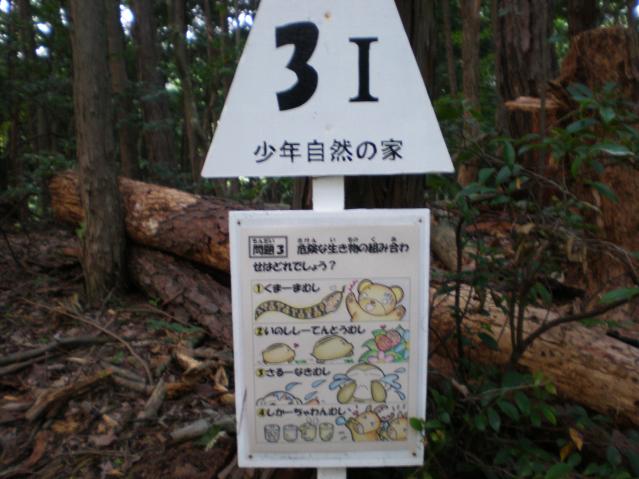 3 I
少年自然の家
問題3 危険な生き物の組み合わ
せはどれでしょう？
①くまーまむし
②いのししーてんとうむし
③さるーなきむし
④しかーちゃわんむし